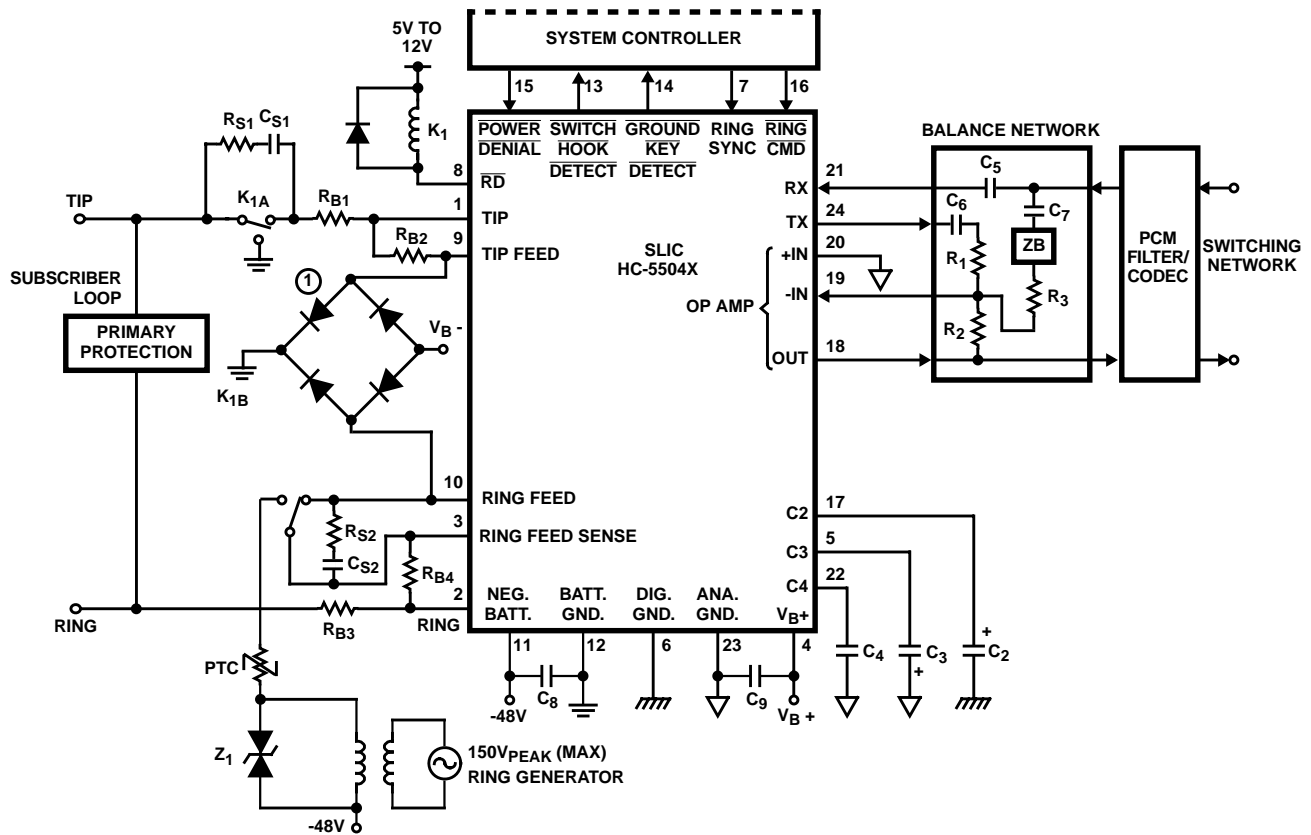 SYSTEM CONTROLLER
5V TO
12V
15
13
14
7
16
POWER
DENIAL
SWITCH
HOOK
DETECT
GROUND
KEY
DETECT
RING
SYNC
RING
CMD
RS1
CS1
K1
8
RD
TIP
K1A
RB1
1
TIP
RB2
9
TIP FEED
SUBSCRIBER
LOOP
PRIMARY
PROTECTION
1
VB -
K1B
SLIC
HC-5504X
OP AMP
BALANCE NETWORK
21
RX
C5
24
TX
C6
C7
20
+IN
R1
ZB
19
-IN
R3
R2
18
OUT
PCM
FILTER/
CODEC
SWITCHING
NETWORK
10
RING FEED
3
RING FEED SENSE
RS2
CS2
RB4
2
RING
RING
RB3
17
C2
5
C3
22
C4
NEG.
BATT.
BATT.
GND.
DIG.
GND.
ANA.
GND.
VB+
11
12
6
23
4
C8
-48V
C9
VB +
C4
C3
+
+
C2
PTC
Z1
150VPEAK (MAX)
RING GENERATOR
-48V